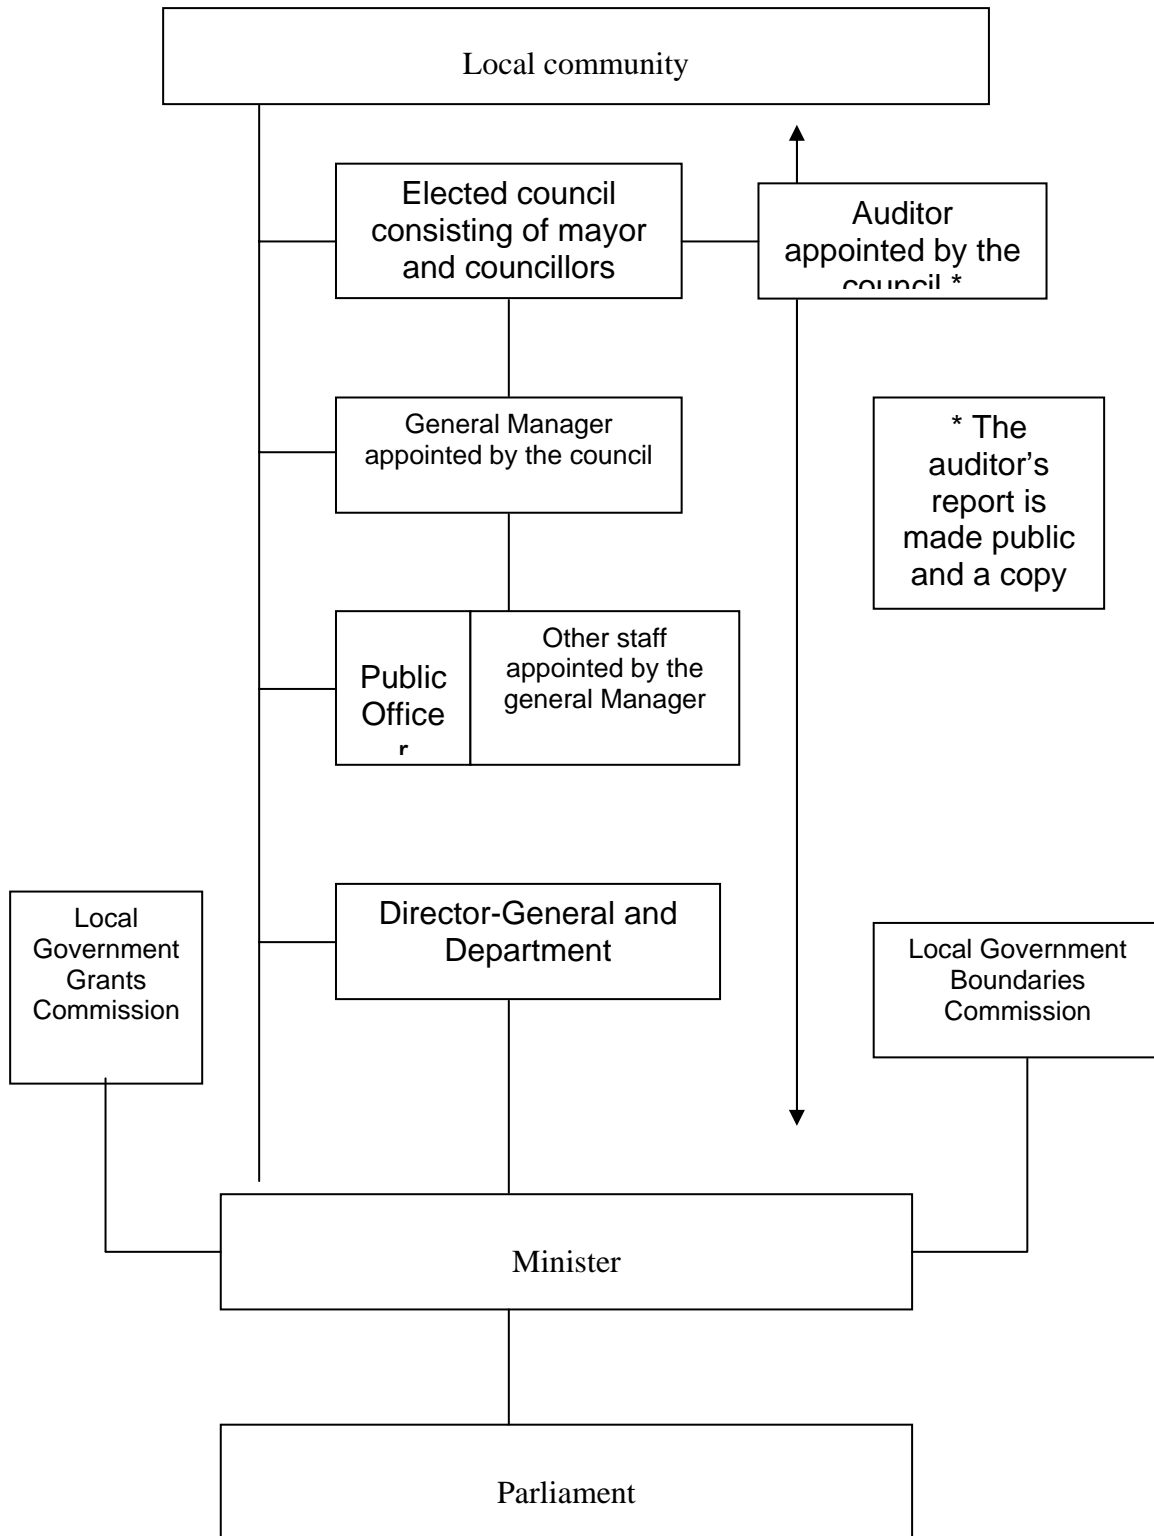 Local community
Elected council
consisting of mayor
and councillors
Auditor
appointed by the
council *
General Manager
appointed by the council
* The
auditor’s
report is
made public
and a copy
Public
Office
r
Other staff
appointed by the
general Manager
Director-General and
Department
Local
Government
Grants
Commission
Local Government
Boundaries
Commission
Minister
Parliament